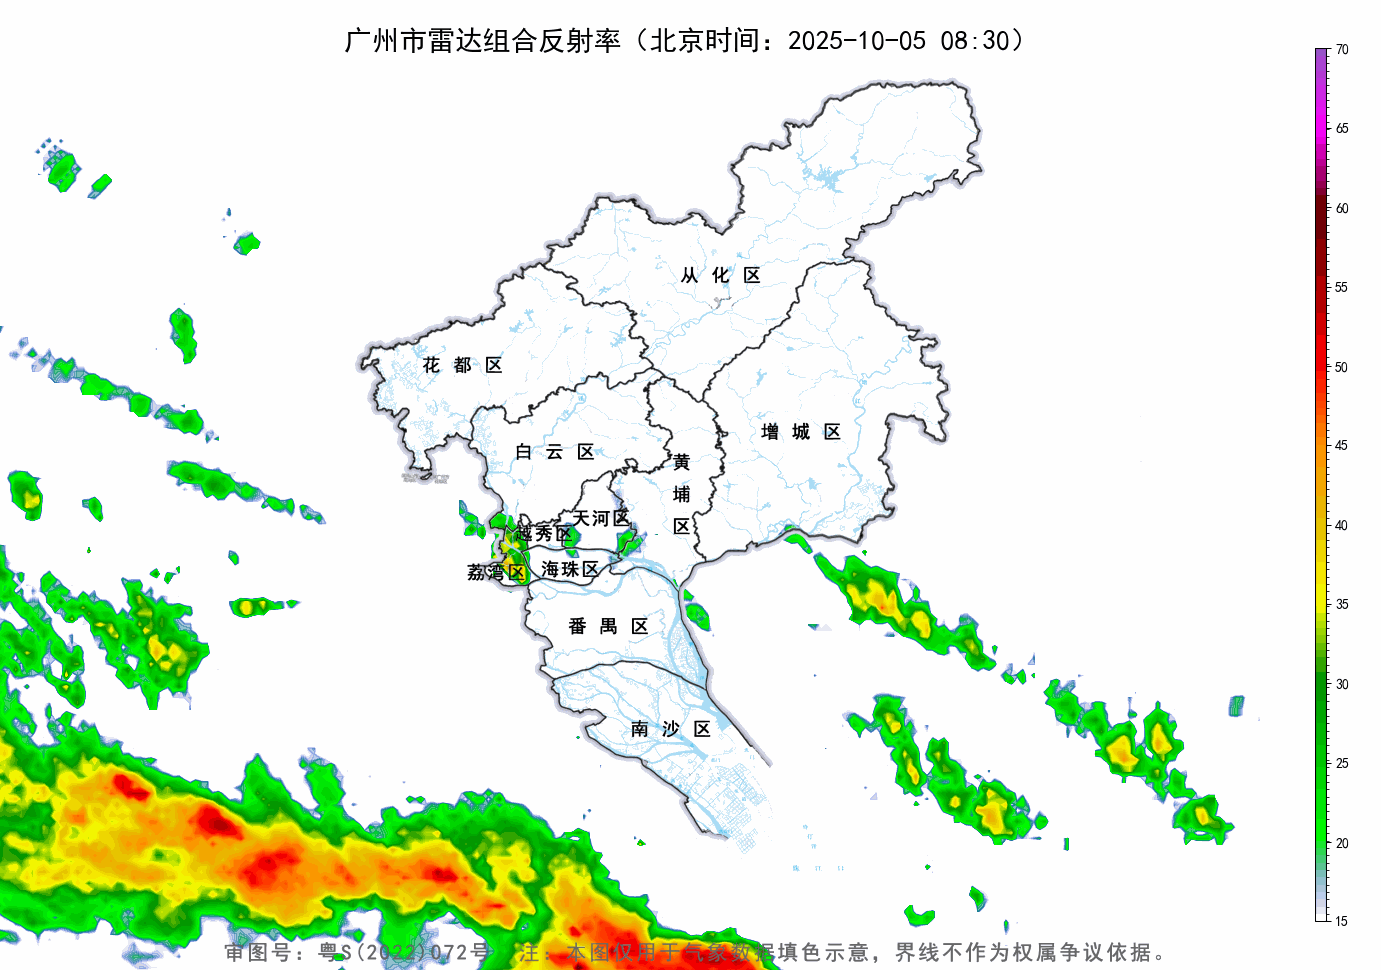 广州市雷达组合反射率（北京时间：2025-10-05 08:30）
70
65
60
55
50
45
40
35
30
25
20
15
从化区
花都区
增城区
白云区
黄埔区
天河区
越秀区
海珠区
荔湾区
番禺区
南沙区
审图号：粤S(2022)072号 注：本图仅用于气象数据填色示意，界线不作为权属争议依据。